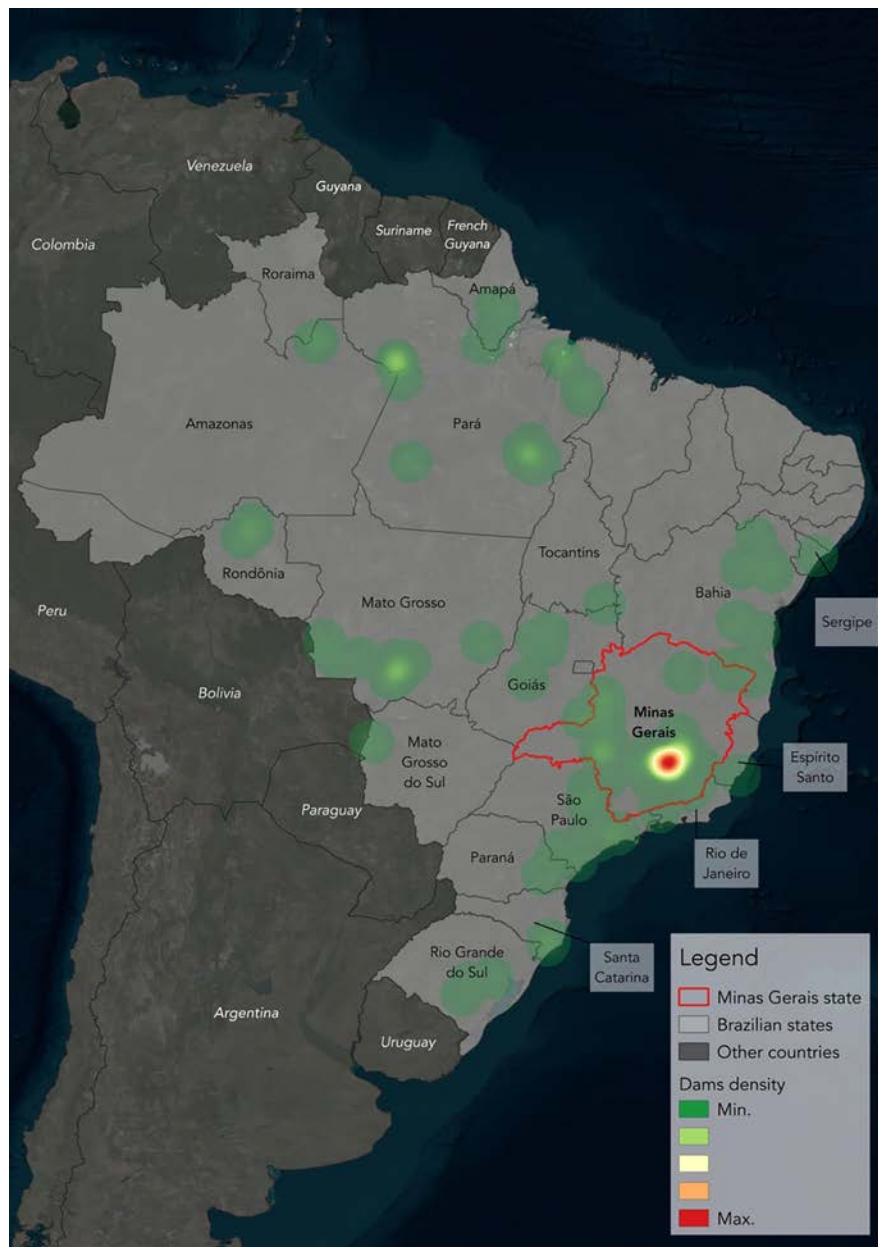 Venezuela
Guyana
Suriname
French
Guyana
Colombia
Roraima
Amapá
Amazonas
Pará
Tocantins
Rondônia
Mato Grosso
Bahia
Peru
Sergipe
Bolivia
Goiás
Minas
Gerais
Mato
Grosso
do Sul
Espírito
Santo
São
Paulo
Paraguay
Paraná
Rio de
Janeiro
Rio Grande
do Sul
Santa
Catarina
Argentina
Uruguay
Legend
Minas Gerais state
Brazilian states
Other countries
Dams density
Min.
Max.